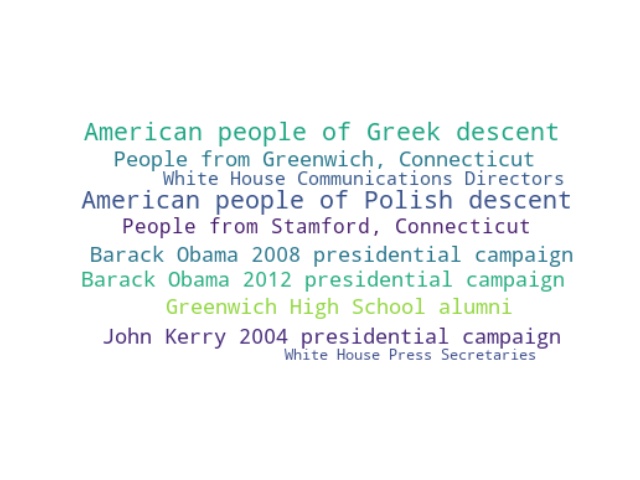 American people of Greek descent
People from Greenwich, Connecticut
White House Communications Directors
American people of Polish descent
People from Stamford, Connecticut
Barack Obama 2008 presidential campaign
Barack Obama 2012 presidential campaign
Greenwich High School alumni
John Kerry 2004 presidential campaign
White House Press Secretaries